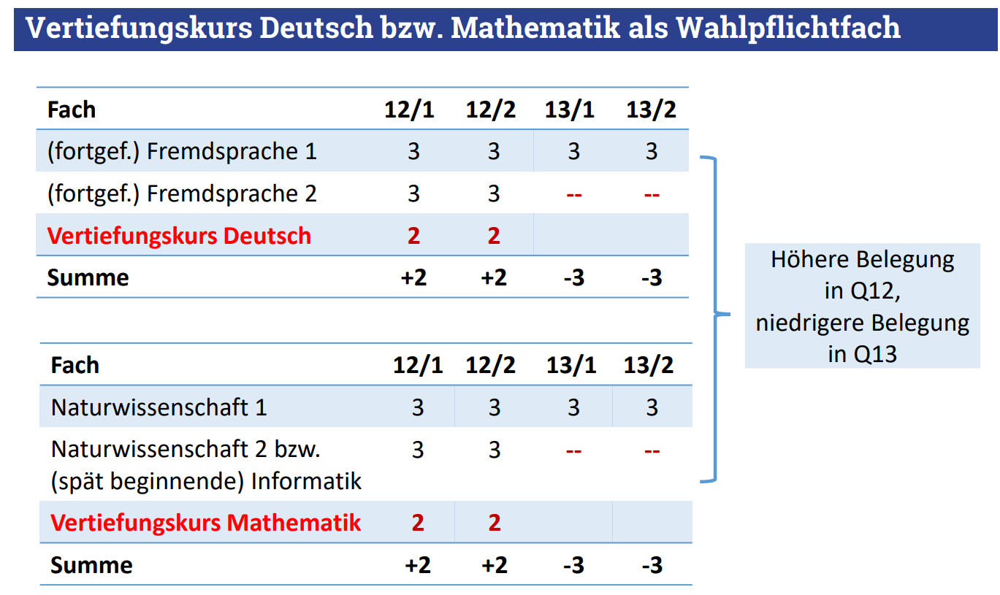 Vertiefungskurs Deutsch bzw. Mathematik als Wahlpflichtfach
Fach 12/1 12/2 13/1 13/2
(fortgef.) Fremdsprache 1 3 3 3 3
(fortgef.) Fremdsprache 2 3 3 -- --
Vertiefungskurs Deutsch 2 2
Summe +2 +2 -3 -3
Höhere Belegung
in Q12,
niedrigere Belegung
in Q13
Fach 12/1 12/2 13/1 13/2
Naturwissenschaft 1 3 3 3 3
Naturwissenschaft 2 bzw. 3 3 -- --
(spät beginnende) Informatik
Vertiefungskurs Mathematik 2 2
Summe +2 +2 -3 -3